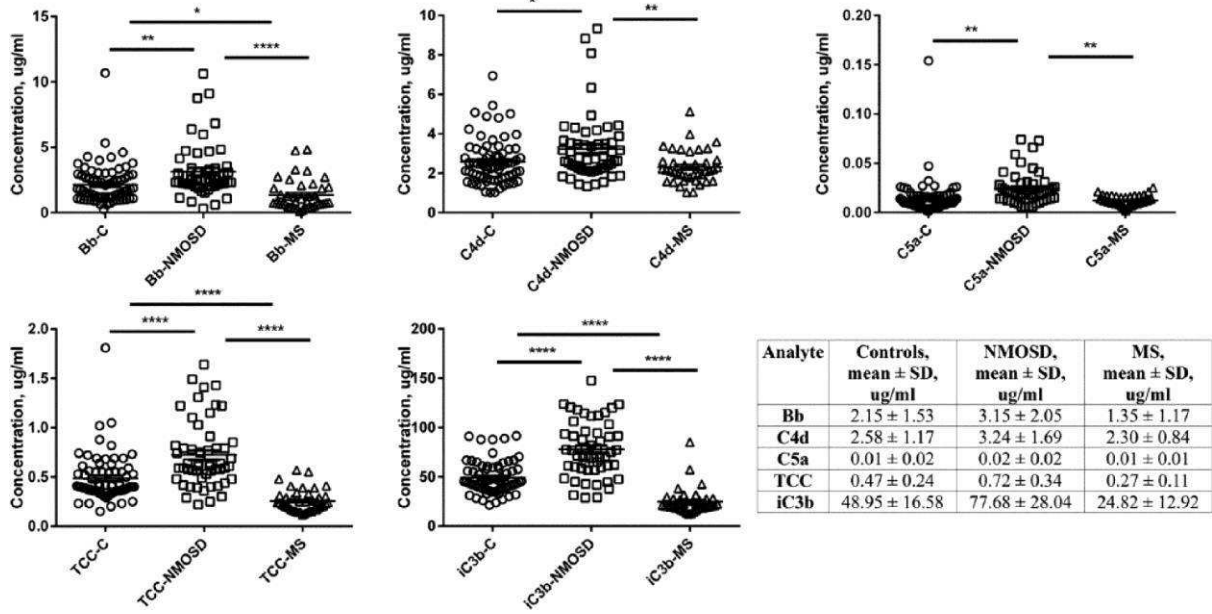 Concentration, ug/ml
15
10
5
0
*
**
****
Bb-C
Bb-NMOSD
Bb-MS
Concentration, ug/ml
10
8
6
4
2
0
*
**
C4d-C
C4d-NMOSD
C4d-MS
Concentration, ug/ml
0.20
0.15
0.10
0.05
0.00
**
**
C5a-C
C5a-NMOSD
C5a-MS
Concentration, ug/ml
2.0
1.5
1.0
0.5
0.0
****
****
****
TCC-C
TCC-NMOSD
TCC-MS
Concentration, ug/ml
200
150
100
50
0
****
****
****
iC3b-C
iC3b-NMOSD
iC3b-MS
Analyte Controls, NMOSD, MS,
mean ± SD, mean ± SD, mean ± SD,
ug/ml ug/ml ug/ml
Bb 2.15 ± 1.53 3.15 ± 2.05 1.35 ± 1.17
C4d 2.58 ± 1.17 3.24 ± 1.69 2.30 ± 0.84
C5a 0.01 ± 0.02 0.02 ± 0.02 0.01 ± 0.01
TCC 0.47 ± 0.24 0.72 ± 0.34 0.27 ± 0.11
iC3b 48.95 ± 16.58 77.68 ± 28.04 24.82 ± 12.92